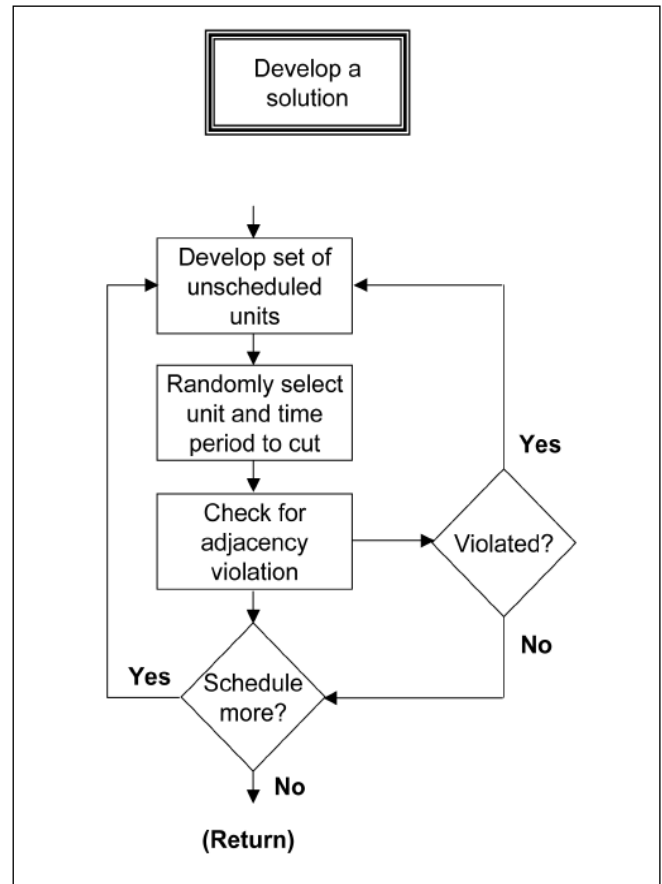 Develop a
solution
Develop set of
unscheduled
units
Randomly select
unit and time
period to cut
Yes
Check for
adjacency
violation
Violated?
No
Yes
Schedule
more?
No
(Return)